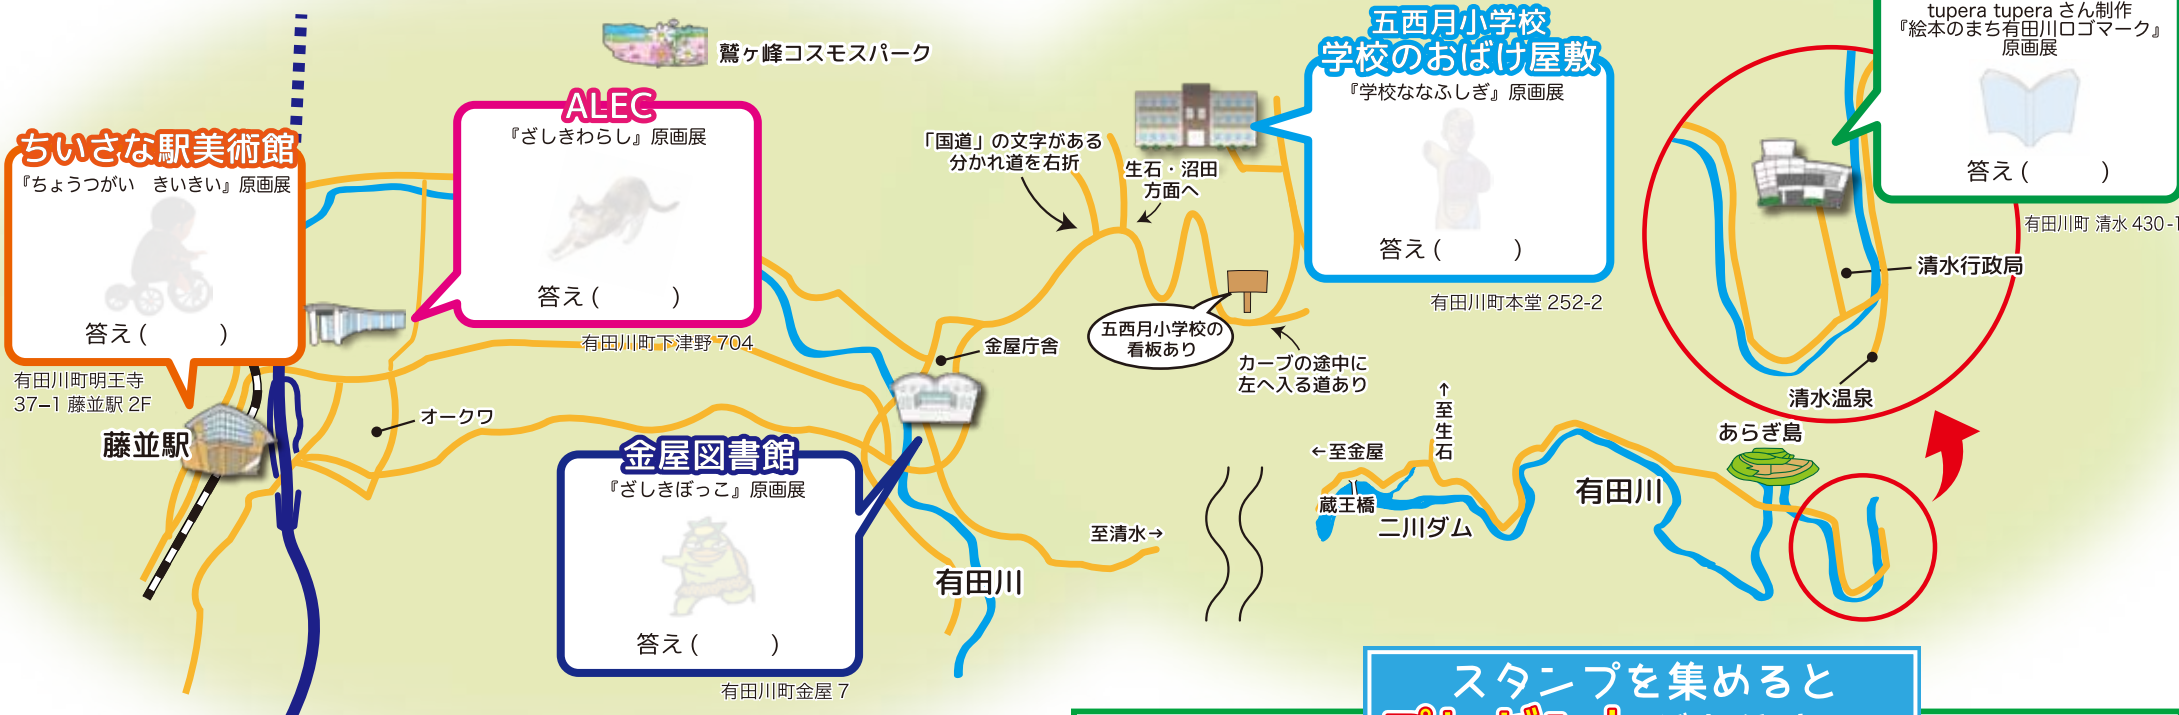 鷲ヶ峰コスモスパーク
ちいさな駅美術館
『ちょうつがい　きいきい』原画展
答え (　　　)
有田川町明王寺
37−1 藤並駅 2F
藤並駅
ALEC
『ざしきわらし』原画展
答え (　　　)
有田川町下津野 704
オークワ
金屋図書館
『ざしきぼっこ』原画展
答え (　　　)
有田川町金屋 7
金屋庁舎
有田川
至清水→
「国道」の文字がある
分かれ道を右折
生石・沼田
方面へ
五西月小学校の
看板あり
カーブの途中に
左へ入る道あり
五西月小学校
学校のおばけ屋敷
『学校ななふしぎ』原画展
答え (　　　)
有田川町本堂 252-2
tupera tupera さん制作
『絵本のまち有田川ロゴマーク』
原画展
答え (　　　)
有田川町 清水 430-1
清水行政局
清水温泉
←至金屋
↑至生石
蔵王橋
二川ダム
有田川
あらぎ島
スタンプを集めると